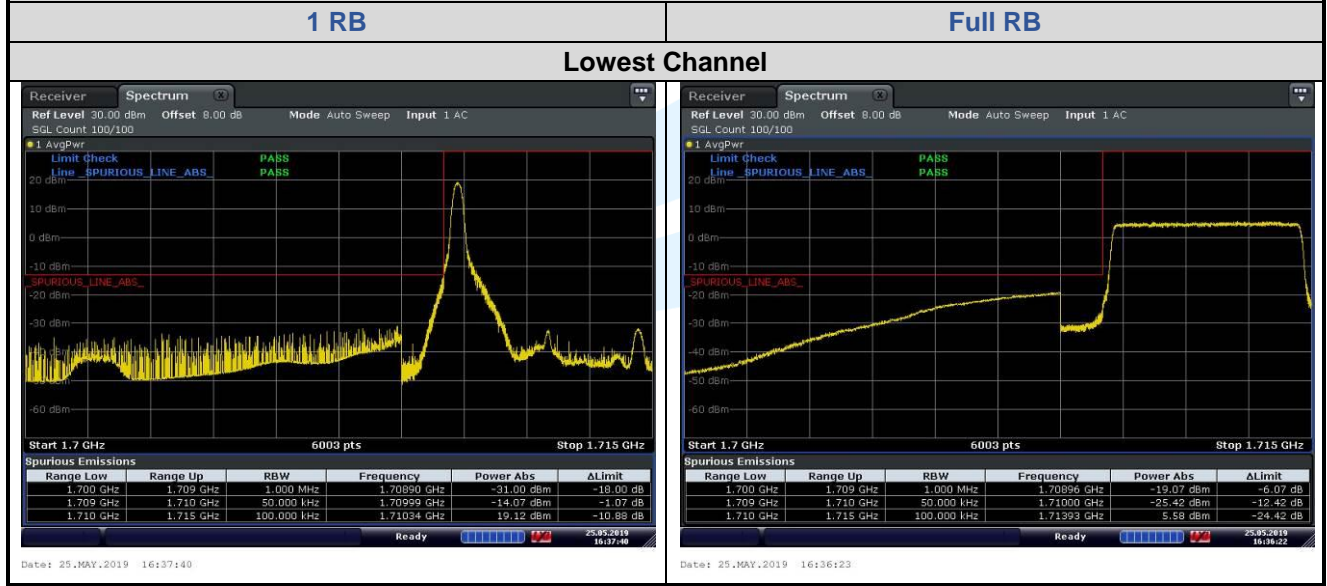 1 RB Full RB
Lowest Channel
Receiver Spectrum
Ref Level 30.00 dBm Offset 8.00 dB Mode Auto Sweep Input 1 AC
SGL Count 100/100
1 AvgPwr
Limit Check PASS
Line _SPURIOUS_LINE_ABS_ PASS
20 dBm
10 dBm
0 dBm
-10 dBm
_SPURIOUS_LINE_ABS_
-20 dBm
-30 dBm
-60 dBm
Start 1.7 GHz 6003 pts Stop 1.715 GHz
Spurious Emissions
Range Low Range Up RBW Frequency Power Abs ΔLimit
1.700 GHz 1.709 GHz 1.000 MHz 1.70890 GHz -31.00 dBm -18.00 dB
1.709 GHz 1.710 GHz 50.000 kHz 1.70999 GHz -14.07 dBm -1.07 dB
1.710 GHz 1.715 GHz 100.000 kHz 1.71034 GHz 19.12 dBm -10.88 dB
Ready 25.05.2019
16:37:40
Date: 25.MAY.2019 16:37:40
Receiver Spectrum
Ref Level 30.00 dBm Offset 8.00 dB Mode Auto Sweep Input 1 AC
SGL Count 100/100
1 AvgPwr
Limit Check PASS
Line _SPURIOUS_LINE_ABS_ PASS
20 dBm
10 dBm
0 dBm
-10 dBm
_SPURIOUS_LINE_ABS_
-20 dBm
-30 dBm
-40 dBm
-50 dBm
-60 dBm
Start 1.7 GHz 6003 pts Stop 1.715 GHz
Spurious Emissions
Range Low Range Up RBW Frequency Power Abs ΔLimit
1.700 GHz 1.709 GHz 1.000 MHz 1.70896 GHz -19.07 dBm -6.07 dB
1.709 GHz 1.710 GHz 50.000 kHz 1.71000 GHz -25.42 dBm -12.42 dB
1.710 GHz 1.715 GHz 100.000 kHz 1.71393 GHz 5.58 dBm -24.42 dB
Ready 25.05.2019
16:36:22
Date: 25.MAY.2019 16:36:23